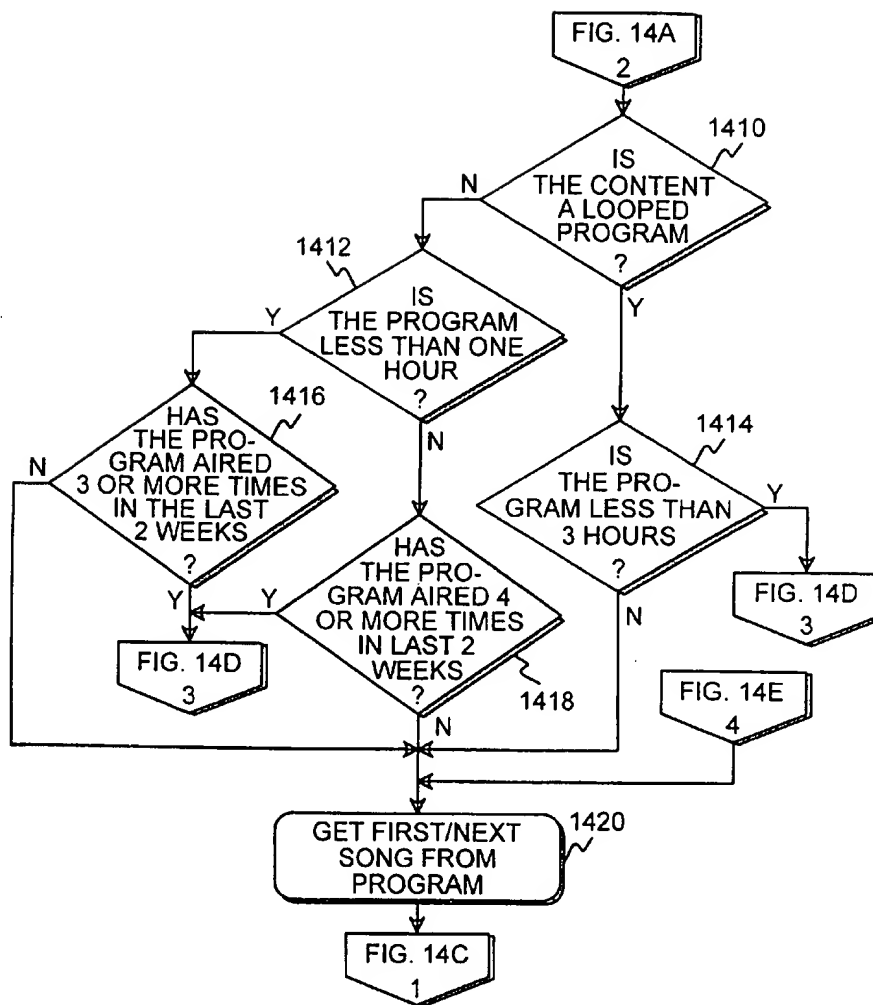 FIG. 14A
2
1410
IS
THE CONTENT
A LOOPED
PROGRAM
?
N
Y
1412
IS
THE PROGRAM
LESS THAN ONE
HOUR
?
Y
N
1416
HAS
THE PRO-
GRAM AIRED
3 OR MORE TIMES
IN THE LAST
2 WEEKS
?
N
Y
1414
IS
THE PRO-
GRAM LESS THAN
3 HOURS
?
Y
N
HAS
THE PRO-
GRAM AIRED 4
OR MORE TIMES
IN LAST 2
WEEKS
?
Y
N
1418
FIG. 14D
3
FIG. 14D
3
FIG. 14E
4
GET FIRST/NEXT
SONG FROM
PROGRAM
1420
FIG. 14C
1